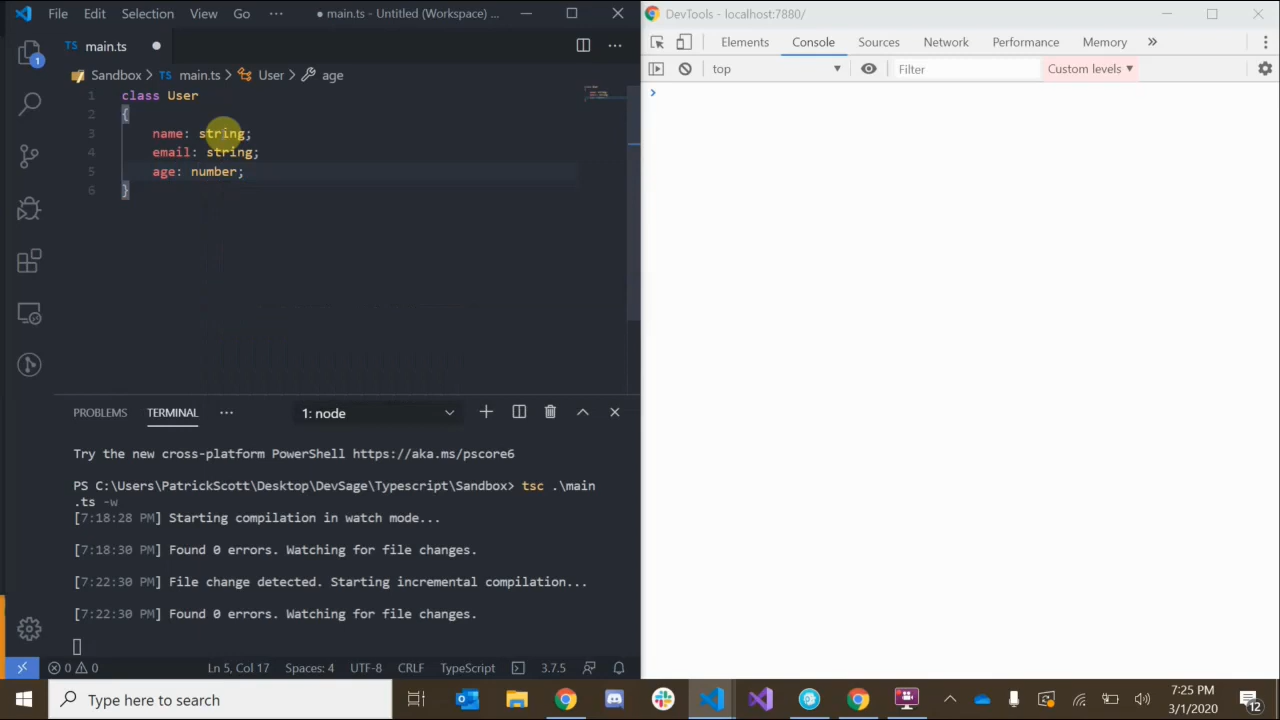 File Edit Selection View Go ··· ● main.ts - Untitled (Workspace) ...
main.ts
Sandbox > main.ts > User > age
1 class User
2 {
3 name: string;
4 email: string;
5 age: number;
6 }
PROBLEMS TERMINAL ··· 1: node
Try the new cross-platform PowerShell https://aka.ms/pscore6
PS C:\Users\PatrickScott\Desktop\DevSage\Typescript\Sandbox> tsc .\main
.ts -w
[7:18:28 PM] Starting compilation in watch mode...
[7:18:30 PM] Found 0 errors. Watching for file changes.
[7:22:30 PM] File change detected. Starting incremental compilation...
[7:22:30 PM] Found 0 errors. Watching for file changes.
0 0 Ln 5, Col 17 Spaces: 4 UTF-8 CRLF TypeScript 3.7.5
1
DevTools - localhost:7880/
Elements Console Sources Network Performance Memory »
top Filter Custom levels
>
Type here to search
7:25 PM
3/1/2020
12